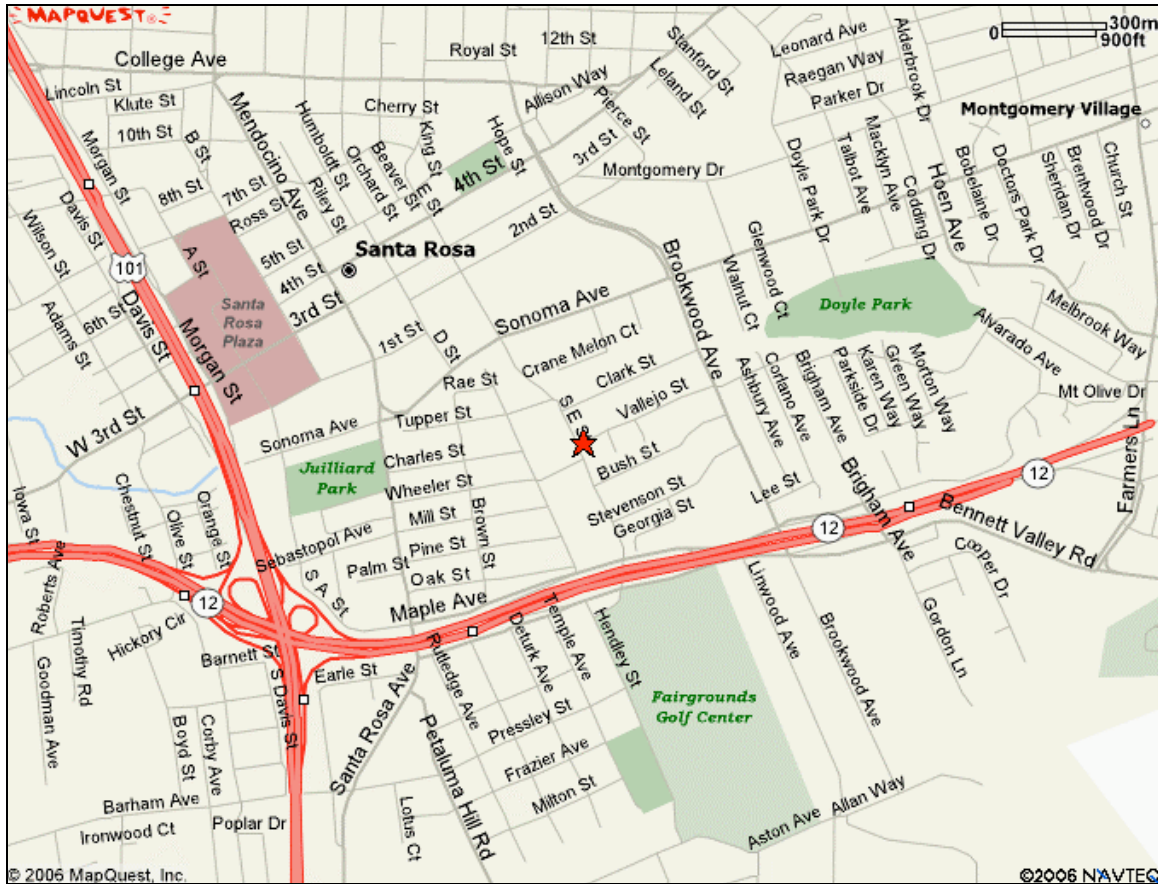 MAPQUEST
300m
0
900ft
College Ave
Royal St
12th St
Stanford St
Leland St
Leonard Ave
Raegan Way
Parker Dr
Alderbrook Dr
Montgomery Village
Lincoln St
Klute St
10th St
B St
Mendocino Ave
Humboldt St
Cherry St
King St
Hope St
Allison Way
Pierce St
3rd St
Montgomery Dr
Morgan St
8th St
7th St
Ross St
Riley St
Orchard St
Beaver St
E St
4th St
2nd St
Doyle Park Dr
Talbot Ave
Macklyn Ave
Codding Dr
Hoen Ave
Bobelaine Dr
Doctors Park Dr
Sheridan Dr
Brentwood Dr
Church St
Wilson St
Davis St
101
A St
5th St
4th St
3rd St
Santa Rosa
Santa
Rosa
Plaza
Adams St
6th St
Davis St
Morgan St
1st St
D St
Sonoma Ave
Brookwood Ave
Glenwood Ct
Walnut Ct
Doyle Park
Melbrook Way
Alvarado Ave
Mt Olive Dr
Crane Melon Ct
Clark St
Vallejo St
S E St
Rae St
Tupper St
Ashbury Ave
Corlano Ave
Brigham Ave
Parkside Dr
Karen Way
Green Way
Morton Way
W 3rd St
Sonoma Ave
Juilliard
Park
Charles St
Wheeler St
Bush St
Stevenson St
Georgia St
Lee St
Brigham Ave
12
12
Farmers Ln
Bennett Valley Rd
Iowa St
Chestnut St
Olive St
Orange St
Sebastopol Ave
Mill St
Brown St
Pine St
Palm St
Oak St
S A St
Maple Ave
Roberts Ave
12
Timothy Rd
Hickory Cir
Barnett St
Earle St
S Davis St
Goodman Ave
Boyd St
Corby Ave
Santa Rosa Ave
Rutledge Ave
Petaluma Hill Rd
Deturk Ave
Temple Ave
Hendley St
Pressley St
Frazier Ave
Milton St
Fairgrounds
Golf Center
Linwood Ave
Brookwood Ave
Cooper Dr
Gordon Ln
Barham Ave
Ironwood Ct
Poplar Dr
Lotus Ct
Aston Ave
Allan Way
© 2006 MapQuest, Inc.
©2006 NAVTEQ